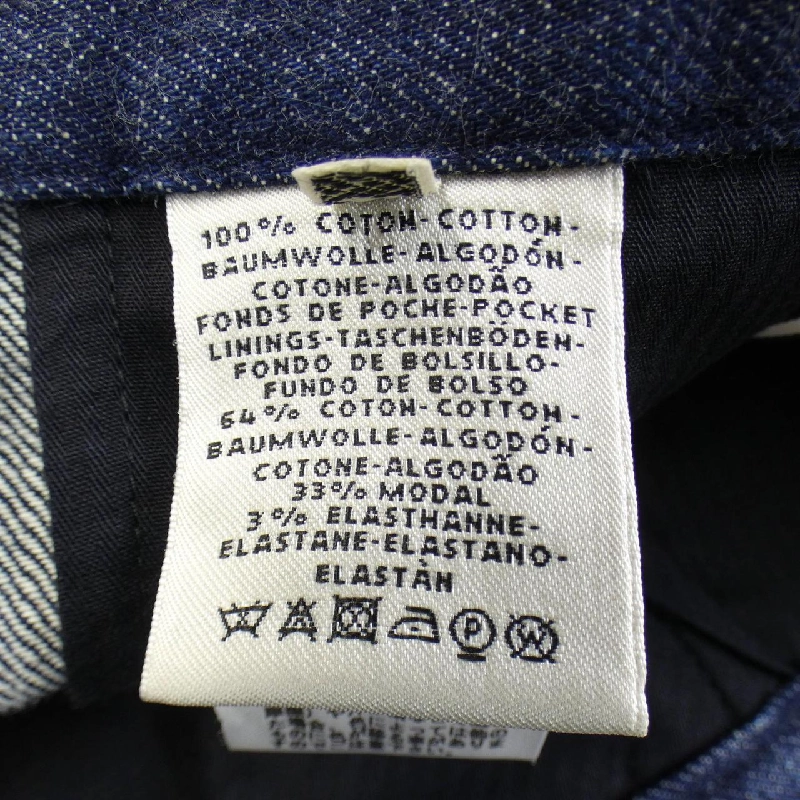 100% COTON-COTTON-
BAUMWOLLE-ALGODÓN-
COTONE-ALGODÃO
FONDS DE POCHE-POCKET
LININGS-TASCHENBÖDEN-
FONDO DE BOLSILLO-
FUNDO DE BOLSO
64% COTON-COTTON-
BAUMWOLLE-ALGODÓN-
COTONE-ALGODÃO
33% MODAL
3% ELASTHANNE-
ELASTANE-ELASTANO-
ELASTÀN
P W